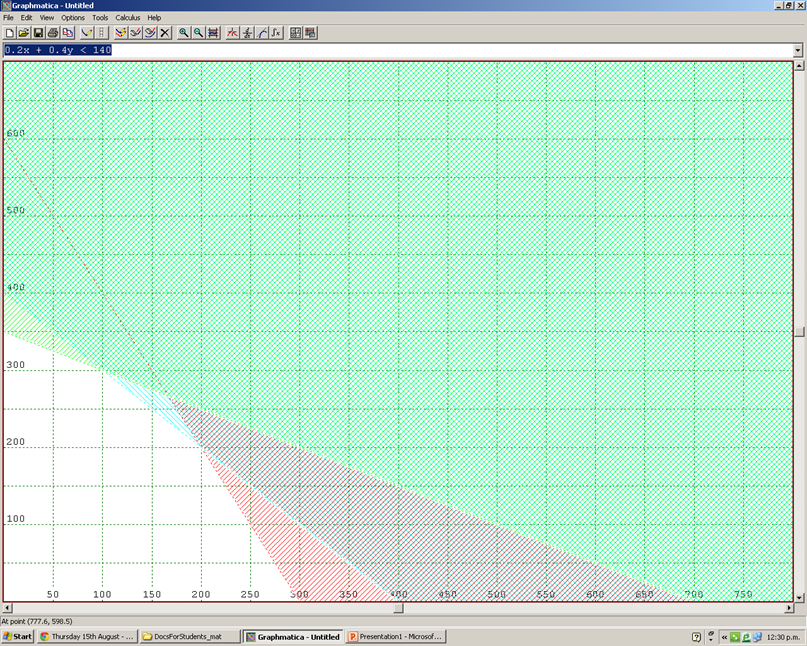 Graphmatica - Untitled
File Edit View Options Tools Calculus Help
0.2x + 0.4y < 140
600
500
400
300
200
100
50 100 150 200 250 300 350 400 450 500 550 600 650 700 750
At point (777.6, 598.5)
Start Thursday 15th August - ... DocsForStudents_mat Graphmatica - Untitled Presentation1 - Microsof... 12:30 p.m.